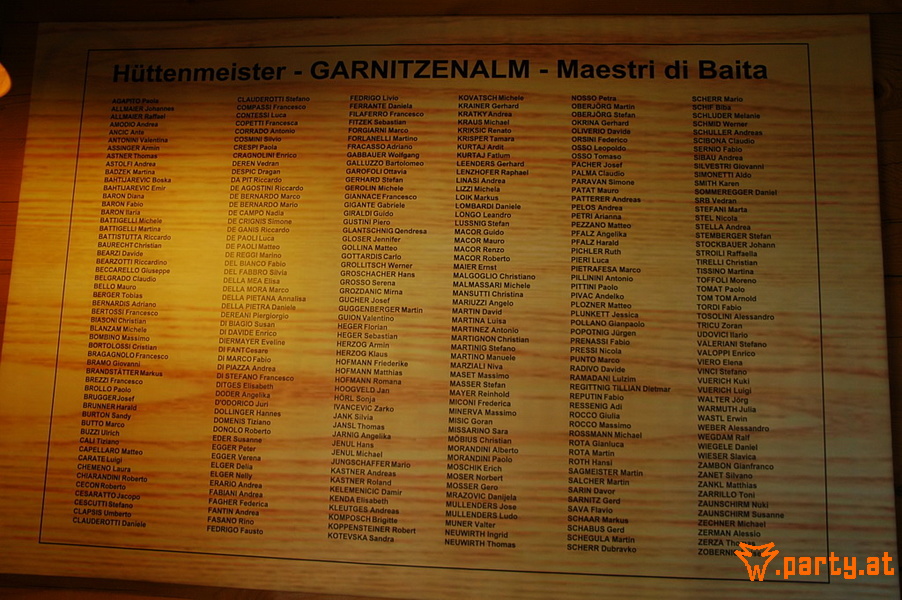 Hüttenmeister - GARNITZENALM - Maestri di Baita
AGAPITO Paola
ALLMAIER Johannes
ALLMAIER Raffael
AMODIO Andrea
ANCIC Ante
ANTONINI Valentina
ASSINGER Armin
ASTNER Thomas
ASTOLFI Andrea
BADZEK Martina
BAHTIJAREVIC Boska
BAHTIJAREVIC Emir
BARON Diana
BARON Fabio
BARON Ilaria
BATTIGELLI Michele
BATTIGELLI Martina
BATTISTUTTA Riccardo
BAURECHT Christian
BEARZI Davide
BEARZOTTI Riccardino
BECCARELLO Giuseppe
BELGRADO Claudio
BELLO Mauro
BERGER Tobias
BERNARDIS Adriano
BERTOSSI Francesco
BIASONI Christian
BLANZAM Michele
BOMBINO Massimo
BORTOLOSSI Cristian
BRAGAGNOLO Francesco
BRAMO Giovanni
BRANDSTÄTTER Markus
BREZZI Francesco
BROLLO Paolo
BRUGGER Josef
BRUNNER Harald
BURTON Sandy
BUTTO Marco
BUZZI Ulrich
CALI Tiziano
CAPELLARO Matteo
CARATE Luigi
CHEMENO Laura
CHIARANDINI Roberto
CECON Roberto
CESARATTO Jacopo
CESCUTTI Stefano
CLAPSIS Umberto
CLAUDEROTTI Daniele
CLAUDEROTTI Stefano
COMPASSI Francesco
CONTESSI Luca
COPETTI Francesca
CORRADO Antonio
COSMINI Silvio
CRESPI Paola
CRAGNOLINI Enrico
DEREN Vedran
DESPIC Dragan
DA PIT Riccardo
DE AGOSTINI Riccardo
DE BERNARDO Marco
DE BERNARDO Mario
DE CAMPO Nadia
DE CRIGNIS Simone
DE GANIS Riccardo
DE PAOLI Luca
DE PAOLI Matteo
DE REGGI Marino
DEL BIANCO Fabio
DEL FABBRO Silvia
DELLA MEA Elisa
DELLA MORA Marco
DELLA PIETANA Annalisa
DELLA PIETRA Daniele
DEREANI Piergiorgio
DI BIAGIO Susan
DI DAVIDE Enrico
DIERMAYER Eveline
DI FANT Cesare
DI MARCO Fabio
DI PIAZZA Andrea
DI STEFANO Francesco
DITGES Elisabeth
DODER Angelika
D'ODORICO Juri
DOLLINGER Hannes
DOMENIS Tiziano
DONOLO Roberto
EDER Susanne
EGGER Peter
EGGER Verena
ELGER Delia
ELGER Nelly
ERARIO Andrea
FABIANI Andrea
FAGHER Federica
FANTIN Andrea
FASANO Rino
FEDRIGO Fausto
FEDRIGO Livio
FERRANTE Daniela
FILAFERRO Francesco
FITZEK Sebastian
FORGIARNI Marco
FORLANELLI Martino
FRACASSO Adriano
GABBAUER Wolfgang
GALLUZZO Bartolomeo
GAROFOLI Ottavia
GERHARD Stefan
GEROLIN Michele
GIANNACE Francesco
GIGANTE Gabriele
GIRALDI Guido
GUSTINI Piero
GLANTSCHNIG Qendresa
GLOSER Jennifer
GOLLINA Matteo
GOTTARDIS Carlo
GROLLITSCH Werner
GROSCHACHER Hans
GROSSO Serena
GROZDANIC Mirna
GUCHER Josef
GUGGENBERGER Martin
GUION Valentino
HEGER Florian
HEGER Sebastian
HERZOG Armin
HERZOG Klaus
HOFMANN Friederike
HOFMANN Matthias
HOFMANN Romana
HOOGVELD Jan
HÖRL Sonja
IVANCEVIC Zarko
JANK Silvia
JANSL Thomas
JARNIG Angelika
JENUL Hans
JENUL Michael
JUNGSCHAFFER Mario
KASTNER Andreas
KASTNER Roland
KELEMENICIC Damir
KENDA Elisabeth
KLEUTGES Andreas
KOMPOSCH Brigitte
KOPPENSTEINER Robert
KOTEVSKA Sandra
KOVATSCH Michele
KRAINER Gerhard
KRATKY Andrea
KRAUS Michael
KRIKSIC Renato
KRISPER Tamara
KURTAJ Ardit
KURTAJ Fatlum
LEENDERS Gerhard
LENZHOFER Raphael
LINASI Andrea
LIZZI Michela
LOIK Markus
LOMBARDI Daniele
LONGO Leandro
LUSSNIG Stefan
MACOR Guido
MACOR Mauro
MACOR Renzo
MACOR Roberto
MAIER Ernst
MALGOGLIO Christiano
MALMASSARI Michele
MANSUTTI Christina
MARIUZZI Angelo
MARTIN David
MARTINA Luisa
MARTINEZ Antonio
MARTIGNON Christian
MARTINIG Stefano
MARTINO Manuele
MARZIALI Niva
MASET Massimo
MASSER Stefan
MAYER Reinhold
MICONI Federica
MINERVA Massimo
MISIC Goran
MISSARINO Sara
MÖBIUS Christian
MORANDINI Alberto
MORANDINI Paolo
MOSCHIK Erich
MOSER Norbert
MOSSER Gero
MRAZOVIC Danijela
MULLENDERS Jose
MULLENDERS Ludo
MUNER Valter
NEUWIRTH Ingrid
NEUWIRTH Thomas
NOSSO Petra
OBERJÖRG Martin
OBERJÖRG Stefan
OKRINA Gerhard
OLIVERIO Davide
ORSINI Federico
OSSO Leopoldo
OSSO Tomaso
PACHER Josef
PALMA Claudio
PARAVAN Simone
PATAT Mauro
PATTERER Andreas
PELOS Andrea
PETRI Arianna
PEZZANO Matteo
PFALZ Angelika
PFALZ Harald
PICHLER Ruth
PIERI Luca
PIETRAFESA Marco
PILLININI Antonio
PITTINI Paolo
PIVAC Andelko
PLOZNER Matteo
PLUNKETT Jessica
POLLANO Gianpaolo
POPOTNIG Jürgen
PRENASSI Fabio
PRESSI Nicola
PUNTO Marco
RADIVO Davide
RAMADANI Lulzim
REGITTNIG TILLIAN Dietmar
REPUTIN Fabio
RESSENIG Adi
ROCCO Giulia
ROCCO Massimo
ROSSMANN Michael
ROTA Gianluca
ROTA Martin
ROTH Hansi
SAGMEISTER Martin
SALCHER Martin
SARIN Davor
SARNITZ Gerd
SAVA Flavio
SCHAAR Markus
SCHABUS Gerd
SCHEGULA Martin
SCHERR Dubravko
SCHERR Mario
SCHIF Biba
SCHLUDER Melanie
SCHMID Werner
SCHULLER Andreas
SCIBONA Claudio
SERNIO Fabio
SIBAU Andrea
SILVESTRI Giovanni
SIMONETTI Aldo
SMITH Karen
SOMMEREGGER Daniel
SRB Vedran
STEFANI Marta
STEL Nicola
STELLA Andrea
STEMBERGER Stefan
STOCKBAUER Johann
STROILI Raffaella
TIRELLI Christian
TISSINO Martina
TOFFOLI Moreno
TOMAT Paolo
TOM TOM Arnold
TORDI Fabio
TOSOLINI Alessandro
TRICU Zoran
LUDOVICI Ilario
VALERIANI Stefano
VALOPPI Enrico
VIERO Elena
VINCI Stefano
VUERICH Kuki
VUERICH Luigi
WALTER Jörg
WARMUTH Julia
WASTL Erwin
WEBER Alessandro
WEGDAM Ralf
WIEGELE Daniel
WIESER Slavica
ZAMBON Gianfranco
ZANET Silvano
ZANKL Matthias
ZARRILLO Toni
ZAUNSCHIRM Nuki
ZAUNSCHIRM Susanne
ZECHNER Michael
ZERMAN Alessio
ZERZA
w.party.at